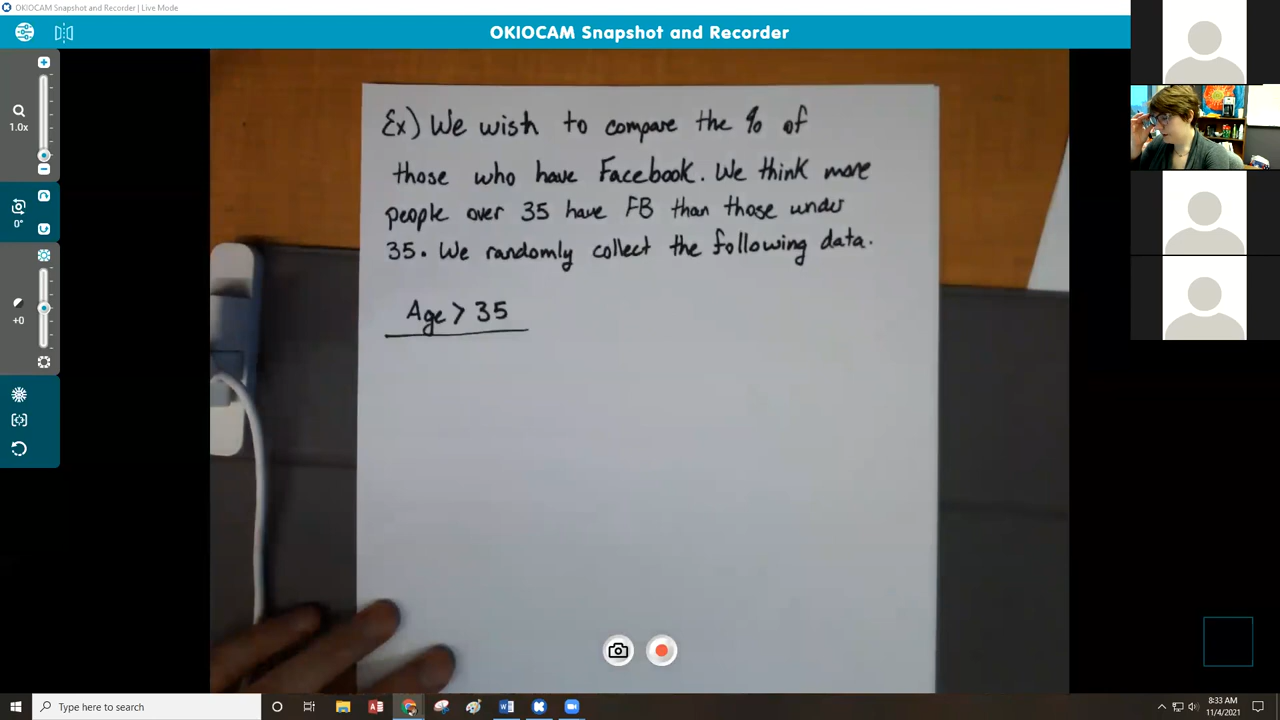 OKIOCAM Snapshot and Recorder | Live Mode
OKIOCAM Snapshot and Recorder
1.0x
0°
+0
Ex) We wish to compare the % of
those who have Facebook. We think more
people over 35 have FB than those under
35. We randomly collect the following data.
Age > 35
Type here to search
8:33 AM
11/4/2021